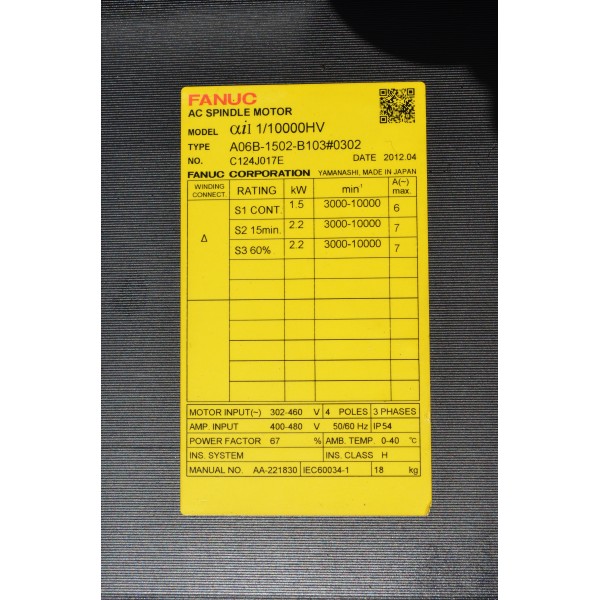 FANUC
AC SPINDLE MOTOR
MODEL αiI 1/10000HV
TYPE A06B-1502-B103#0302
NO. C124J017E DATE 2012.04
FANUC CORPORATION YAMANASHI, MADE IN JAPAN
WINDING CONNECT RATING kW min⁻¹ A(~) max.
Δ S1 CONT. 1.5 3000-10000 6
S2 15min. 2.2 3000-10000 7
S3 60% 2.2 3000-10000 7
MOTOR INPUT(~) 302-460 V 4 POLES 3 PHASES
AMP. INPUT 400-480 V 50/60 Hz IP54
POWER FACTOR 67 % AMB. TEMP. 0-40 °C
INS. SYSTEM INS. CLASS H
MANUAL NO. AA-221830 IEC60034-1 18 kg